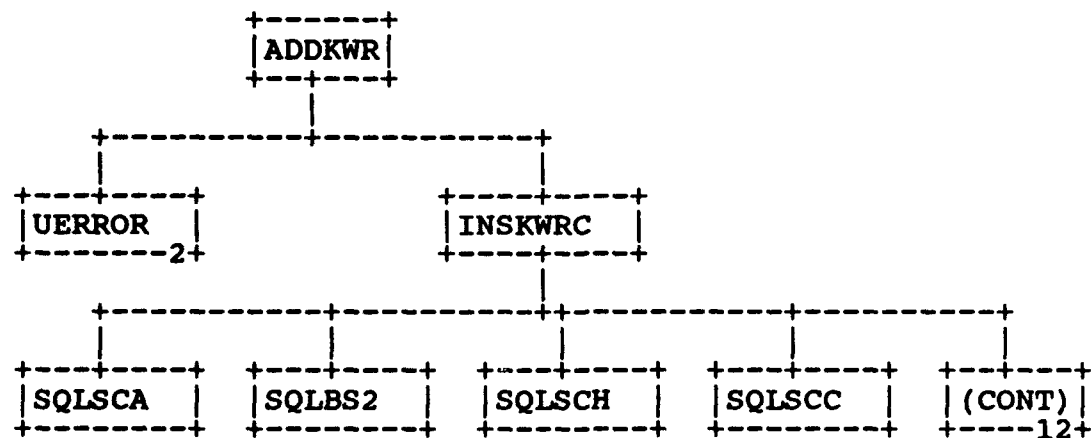 ADDKWR
UERROR INSKWRC
2
SQLSCA SQLBS2 SQLSCH SQLSCC (CONT)
12